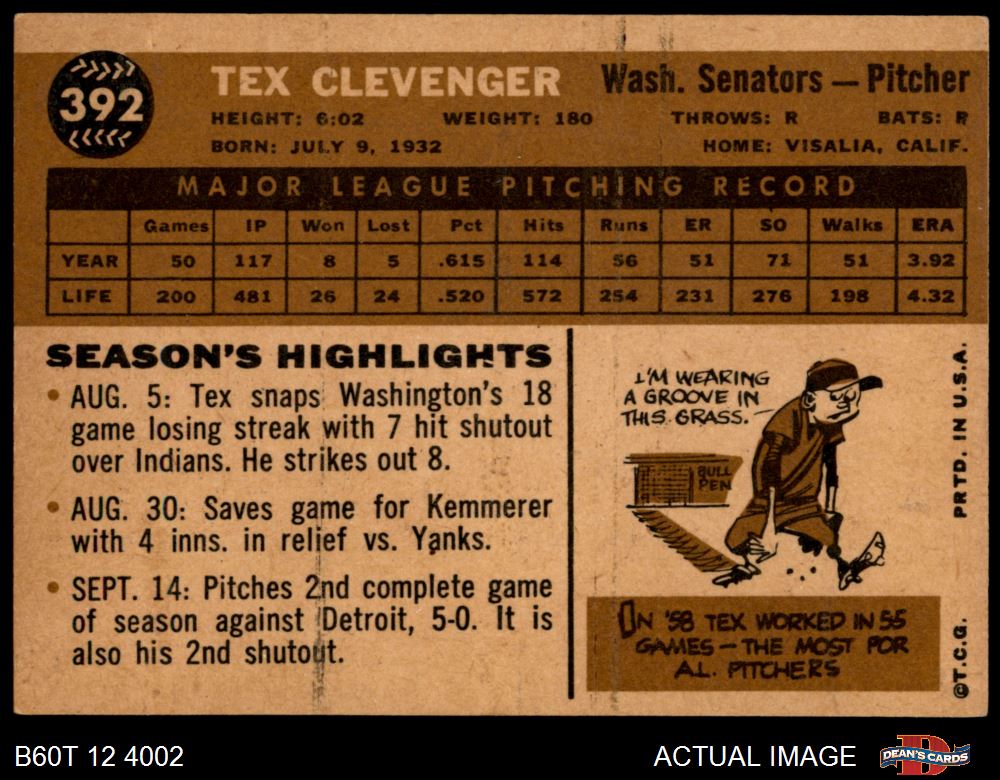 392
TEX CLEVENGER Wash. Senators — Pitcher
HEIGHT: 6:02 WEIGHT: 180 THROWS: R BATS: R
BORN: JULY 9, 1932 HOME: VISALIA, CALIF.
MAJOR LEAGUE PITCHING RECORD
Games IP Won Lost Pct Hits Runs ER SO Walks ERA
YEAR 50 117 8 5 .615 114 56 51 71 51 3.92
LIFE 200 481 26 24 .520 572 254 231 276 198 4.32
SEASON'S HIGHLIGHTS
• AUG. 5: Tex snaps Washington's 18
game losing streak with 7 hit shutout
over Indians. He strikes out 8.
• AUG. 30: Saves game for Kemmerer
with 4 inns. in relief vs. Yanks.
• SEPT. 14: Pitches 2nd complete game
of season against Detroit, 5-0. It is
also his 2nd shutout.
I'M WEARING
A GROOVE IN
THIS GRASS.
BULL
PEN
IN '58 TEX WORKED IN 55
GAMES — THE MOST FOR
A.L. PITCHERS
©T.C.G. PRTD. IN U.S.A.
B60T 12 4002 ACTUAL IMAGE DEAN'S CARDS